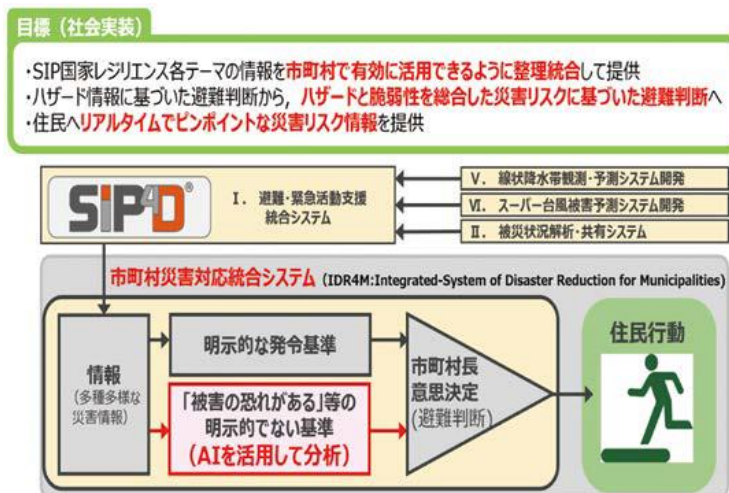 目標（社会実装）
・SIP国家レジリエンス各テーマの情報を市町村で有効に活用できるように整理統合して提供
・ハザード情報に基づいた避難判断から，ハザードと脆弱性を総合した災害リスクに基づいた避難判断へ
・住民へリアルタイムでピンポイントな災害リスク情報を提供
SiP4D®
Ⅰ．避難・緊急活動支援
統合システム
Ⅴ．線状降水帯観測・予測システム開発
Ⅵ．スーパー台風被害予測システム開発
Ⅱ．被災状況解析・共有システム
市町村災害対応統合システム（IDR4M:Integrated-System of Disaster Reduction for Municipalities)
情報
(多種多様な
災害情報)
明示的な発令基準
「被害の恐れがある」等の
明示的でない基準
（AIを活用して分析）
市町村長
意思決定
(避難判断)
住民行動